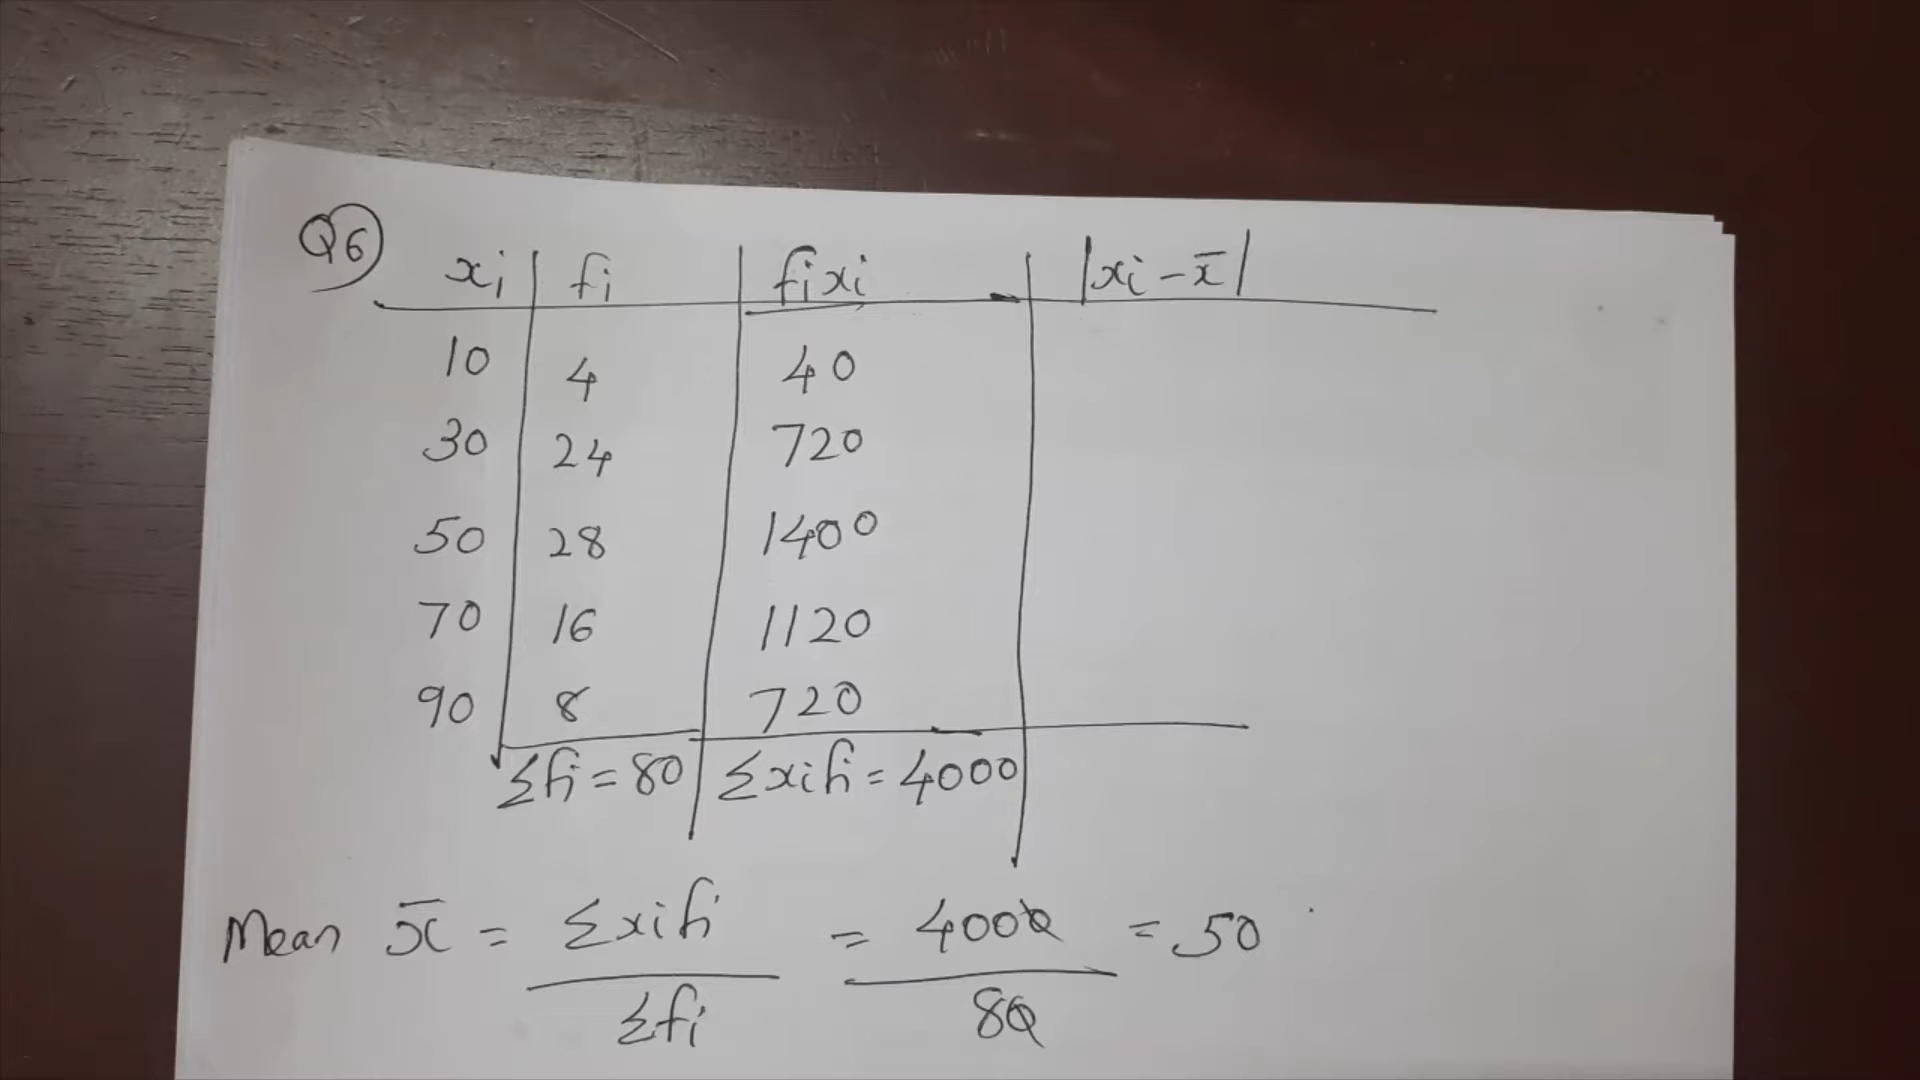 Q6
xi fi fixi |xi - x̄|
10 4 40
30 24 720
50 28 1400
70 16 1120
90 8 720
Σfi = 80 Σxifi = 4000
Mean x̄ = Σxifi / Σfi = 4000 / 80 = 50